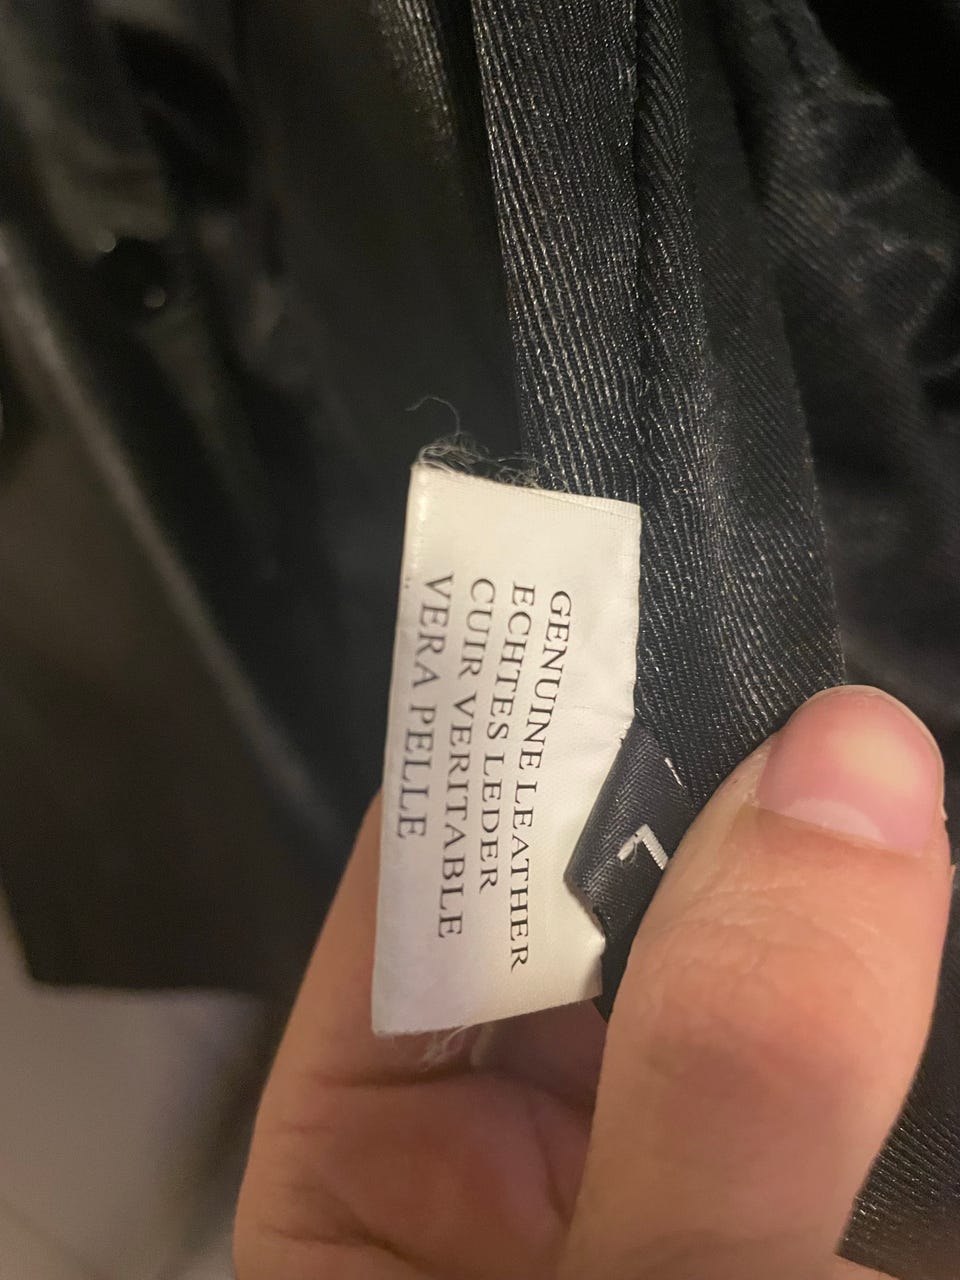 GENUINE LEATHER
ECHTES LEDER
CUIR VERITABLE
VERA PELLE